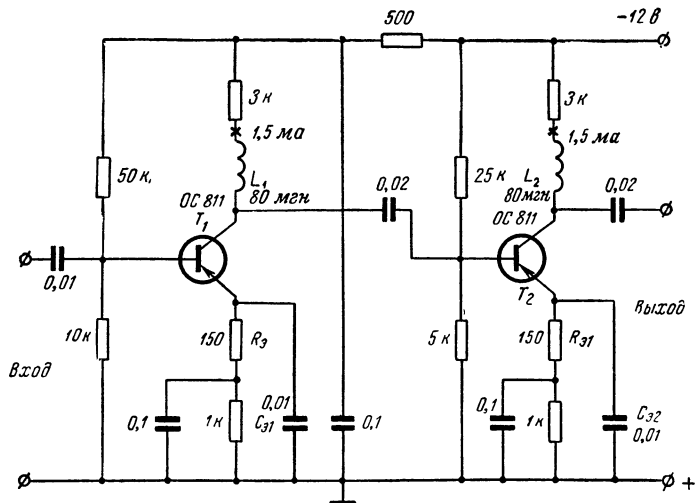 500
-12 в
3 к
3 к
1,5 ма
1,5 ма
50 к.
L₁
80 мгн
ОС 811
T₁
0,02
25 к
L₂
80 мгн
ОС 811
0,02
0,01
T₂
10 к
150
Rэ
5 к
150
Rэ1
Выход
Вход
0,1
1 к
0,01
Cэ1
0,1
0,1
1 к
Cэ2
0,01
+